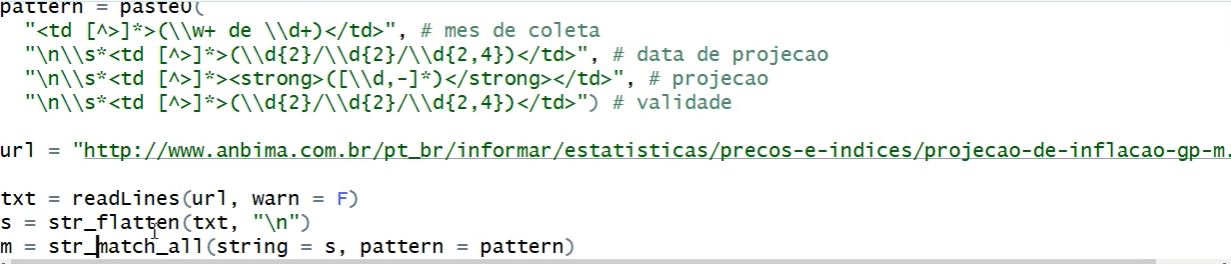 pattern = paste0(
"<td [^>]*>(\\w+ de \\d+)</td>", # mes de coleta
"\n\\s*<td [^>]*>(\\d{2}/\\d{2}/\\d{2,4})</td>", # data de projecao
"\n\\s*<td [^>]*><strong>([\\d,-]*)</strong></td>", # projecao
"\n\\s*<td [^>]*>(\\d{2}/\\d{2}/\\d{2,4})</td>") # validade
url = "http://www.anbima.com.br/pt_br/informar/estatisticas/precos-e-indices/projecao-de-inflacao-gp-m.
txt = readLines(url, warn = F)
s = str_flatten(txt, "\n")
m = str_match_all(string = s, pattern = pattern)